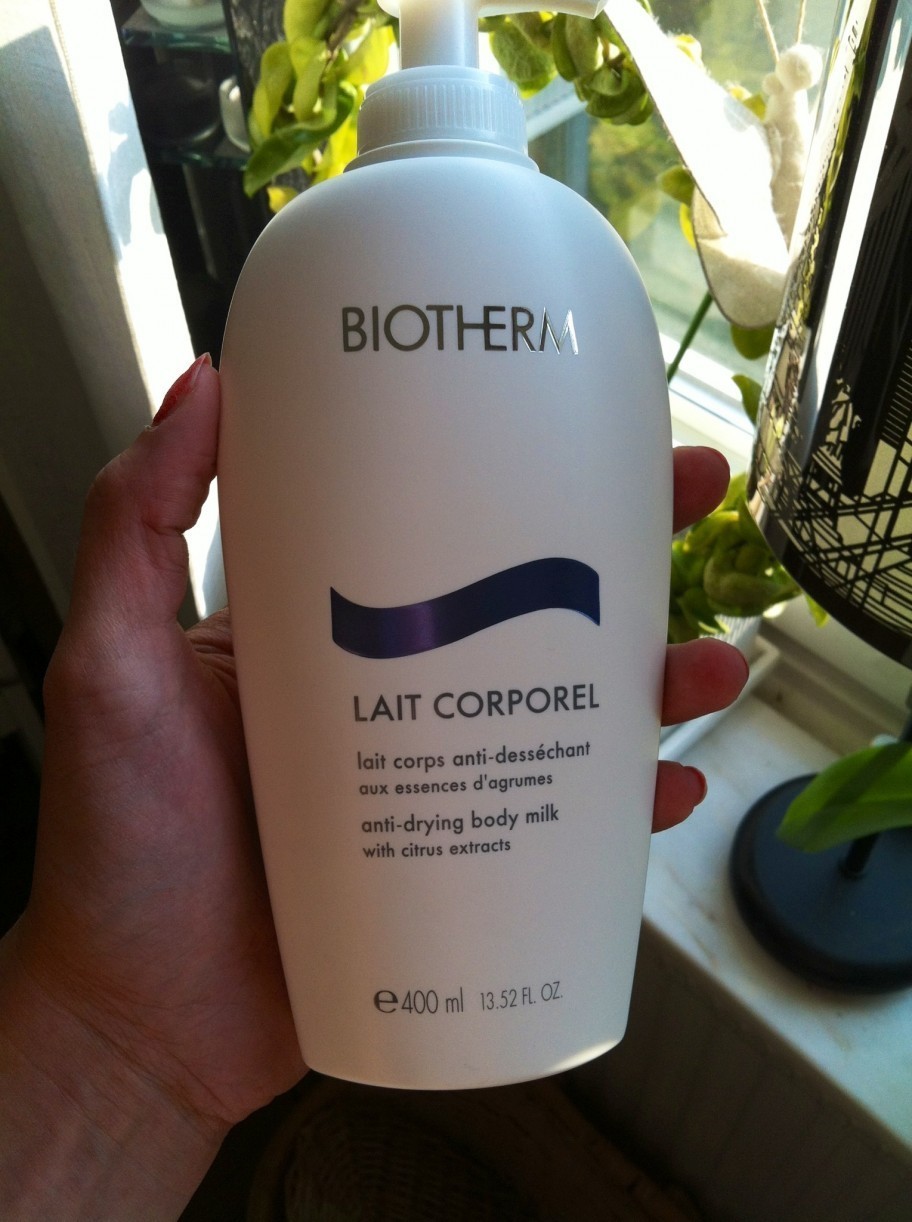 BIOTHERM
LAIT CORPOREL
lait corps anti-desséchant
aux essences d'agrumes
anti-drying body milk
with citrus extracts
℮400 ml 13.52 FL. OZ.